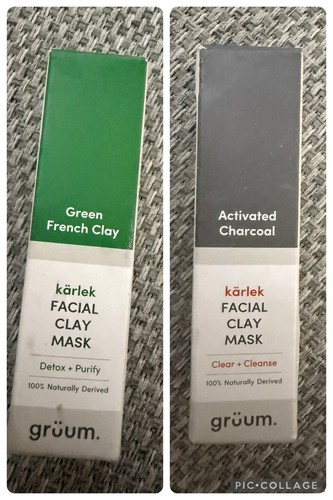 Green
French Clay
kärlek
FACIAL
CLAY
MASK
Detox + Purify
100% Naturally Derived
grüum.
Activated
Charcoal
kärlek
FACIAL
CLAY
MASK
Clear + Cleanse
100% Naturally Derived
grüum.
PIC•COLLAGE